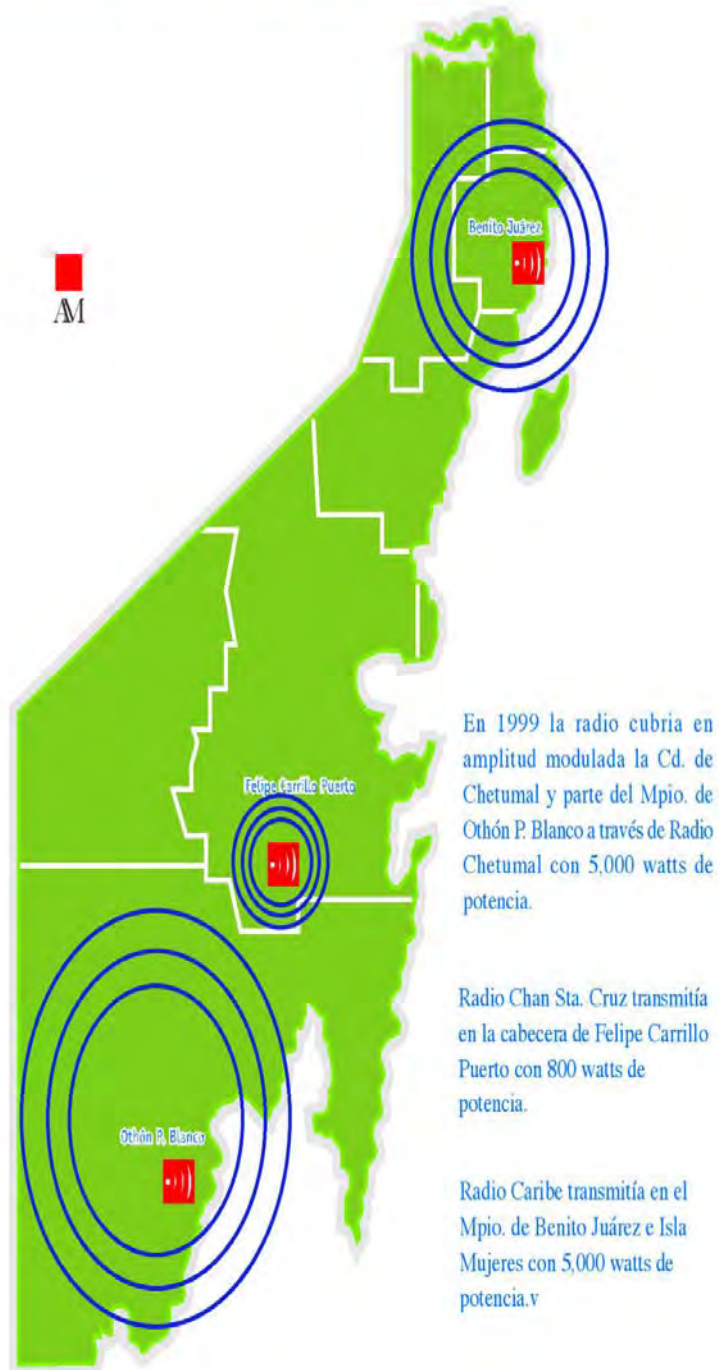 Benito Juárez
AM
En 1999 la radio cubria en
amplitud modulada la Cd. de
Chetumal y parte del Mpio. de
Othón P. Blanco a través de Radio
Chetumal con 5,000 watts de
potencia.
Felipe Carrillo Puerto
Radio Chan Sta. Cruz transmitía
en la cabecera de Felipe Carrillo
Puerto con 800 watts de
potencia.
Othón P. Blanco
Radio Caribe transmitía en el
Mpio. de Benito Juárez e Isla
Mujeres con 5,000 watts de
potencia.v